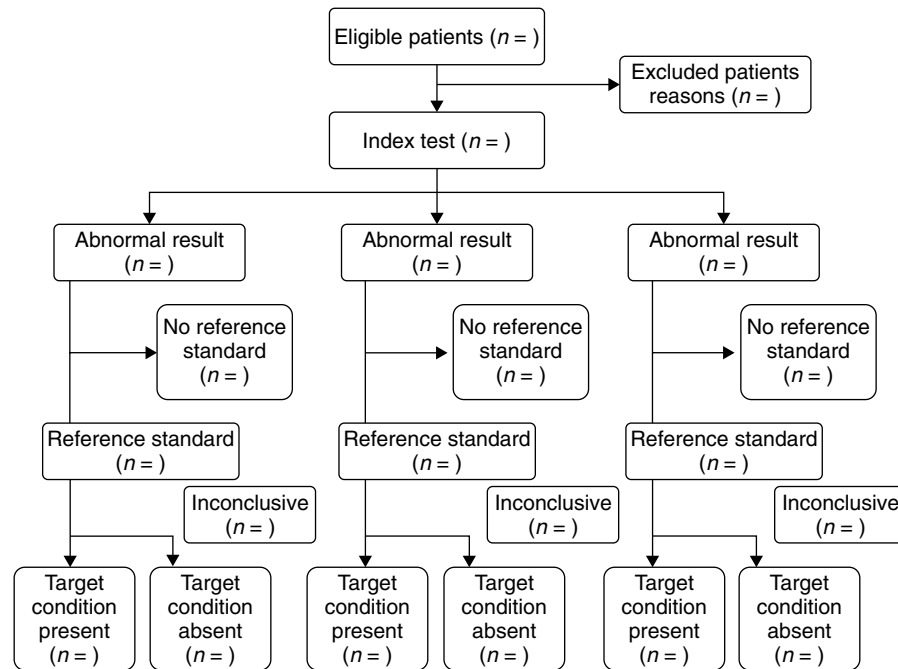 Eligible patients (n = )
Excluded patients
reasons (n = )
Index test (n = )
Abnormal result
(n = )
Abnormal result
(n = )
Abnormal result
(n = )
No reference
standard
(n = )
No reference
standard
(n = )
No reference
standard
(n = )
Reference standard
(n = )
Reference standard
(n = )
Reference standard
(n = )
Inconclusive
(n = )
Inconclusive
(n = )
Inconclusive
(n = )
Target
condition
present
(n = )
Target
condition
absent
(n = )
Target
condition
present
(n = )
Target
condition
absent
(n = )
Target
condition
present
(n = )
Target
condition
absent
(n = )